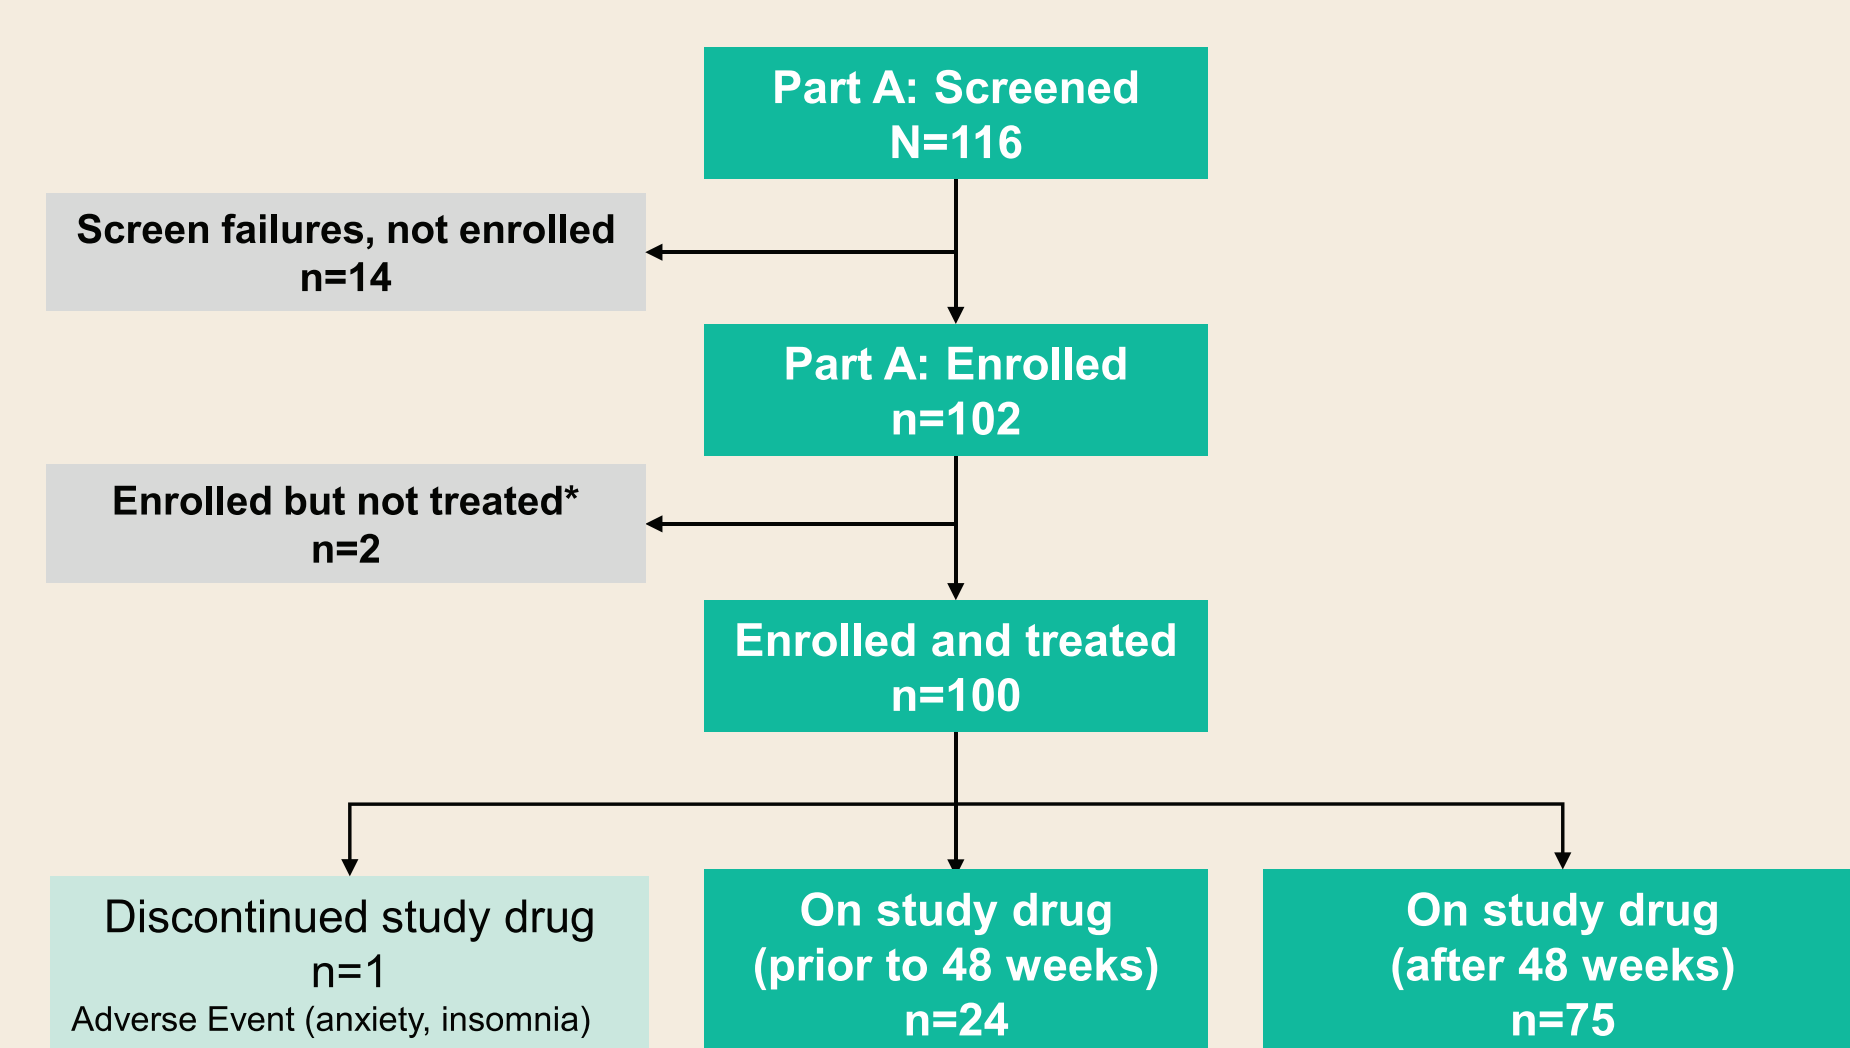 Part A: Screened
N=116
Screen failures, not enrolled
n=14
Part A: Enrolled
n=102
Enrolled but not treated*
n=2
Enrolled and treated
n=100
Discontinued study drug
n=1
Adverse Event (anxiety, insomnia)
On study drug
(prior to 48 weeks)
n=24
On study drug
(after 48 weeks)
n=75